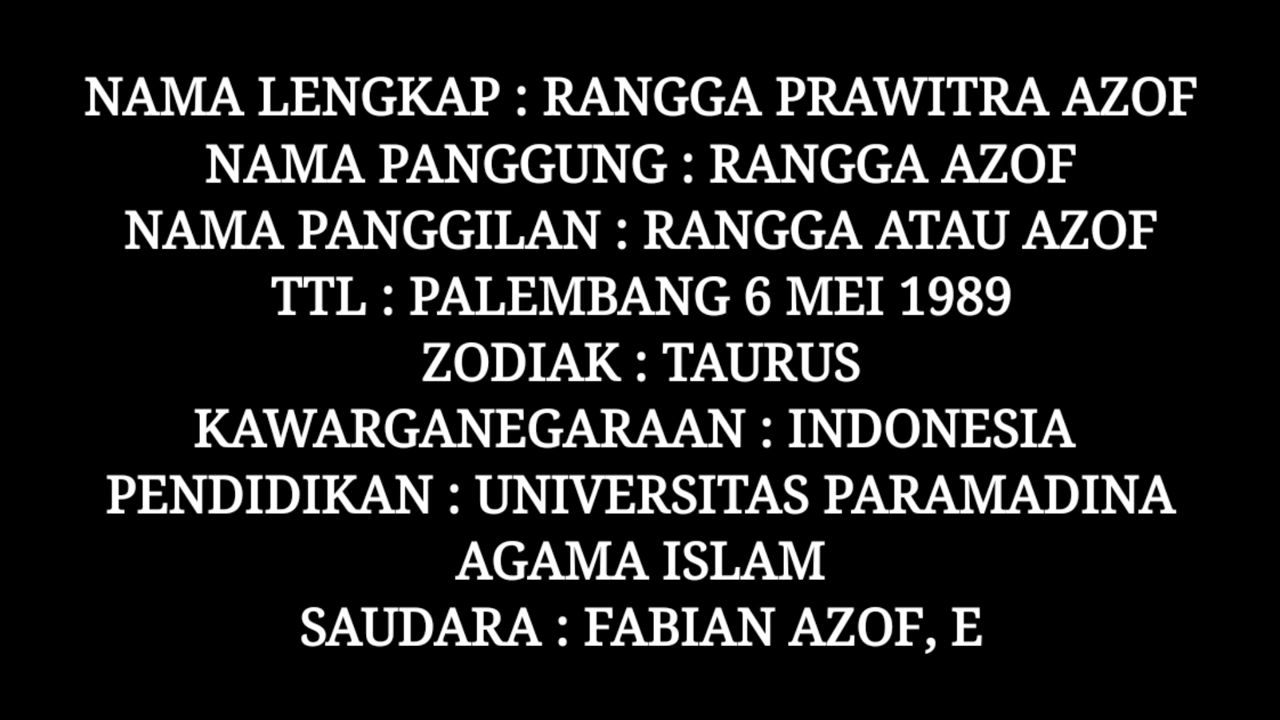 NAMA LENGKAP : RANGGA PRAWITRA AZOF
NAMA PANGGUNG : RANGGA AZOF
NAMA PANGGILAN : RANGGA ATAU AZOF
TTL : PALEMBANG 6 MEI 1989
ZODIAK : TAURUS
KAWARGANEGARAAN : INDONESIA
PENDIDIKAN : UNIVERSITAS PARAMADINA
AGAMA ISLAM
SAUDARA : FABIAN AZOF, E